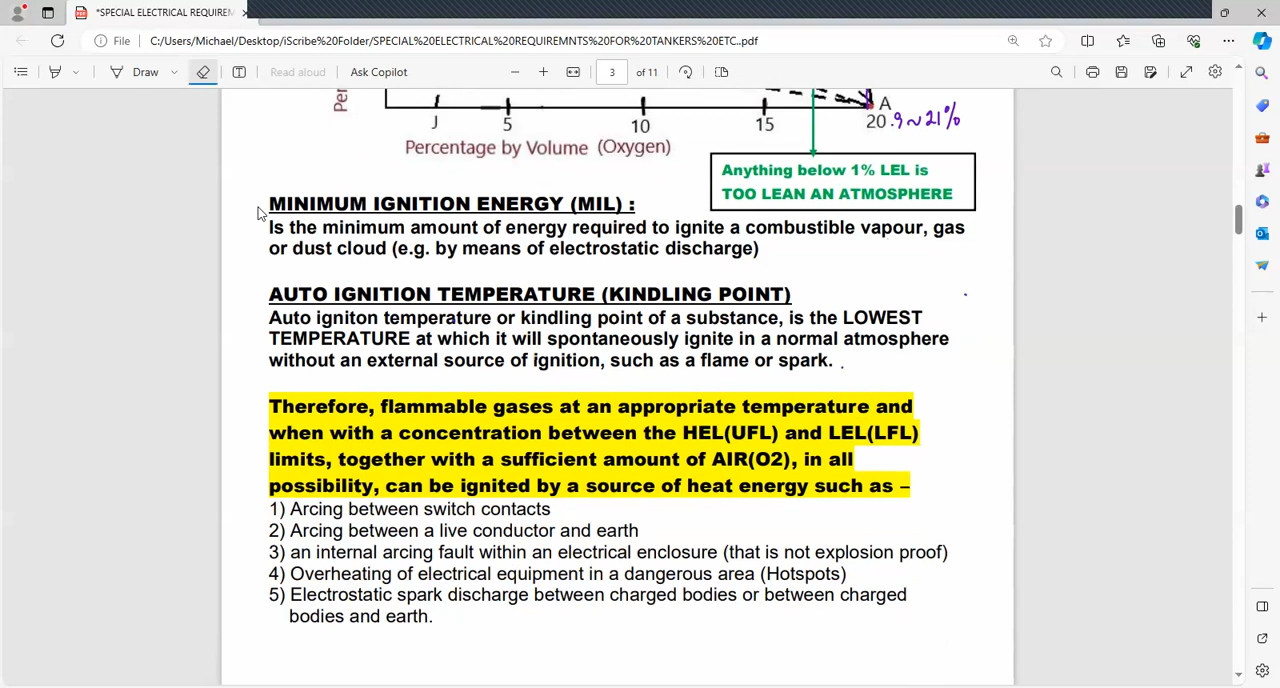 *SPECIAL ELECTRICAL REQUIREM
File C:/Users/Michael/Desktop/iScribe%20Folder/SPECIAL%20ELECTRICAL%20REQUIREMNTS%20FOR%20TANKERS%20ETC..pdf
Draw
Read aloud
Ask Copilot
3 of 11
Per
A
J 5 10 15 20.9~21%
Percentage by Volume (Oxygen)
Anything below 1% LEL is
TOO LEAN AN ATMOSPHERE
MINIMUM IGNITION ENERGY (MIL) :
Is the minimum amount of energy required to ignite a combustible vapour, gas
or dust cloud (e.g. by means of electrostatic discharge)
AUTO IGNITION TEMPERATURE (KINDLING POINT)
Auto igniton temperature or kindling point of a substance, is the LOWEST
TEMPERATURE at which it will spontaneously ignite in a normal atmosphere
without an external source of ignition, such as a flame or spark.
Therefore, flammable gases at an appropriate temperature and
when with a concentration between the HEL(UFL) and LEL(LFL)
limits, together with a sufficient amount of AIR(O2), in all
possibility, can be ignited by a source of heat energy such as –
1) Arcing between switch contacts
2) Arcing between a live conductor and earth
3) an internal arcing fault within an electrical enclosure (that is not explosion proof)
4) Overheating of electrical equipment in a dangerous area (Hotspots)
5) Electrostatic spark discharge between charged bodies or between charged
bodies and earth.